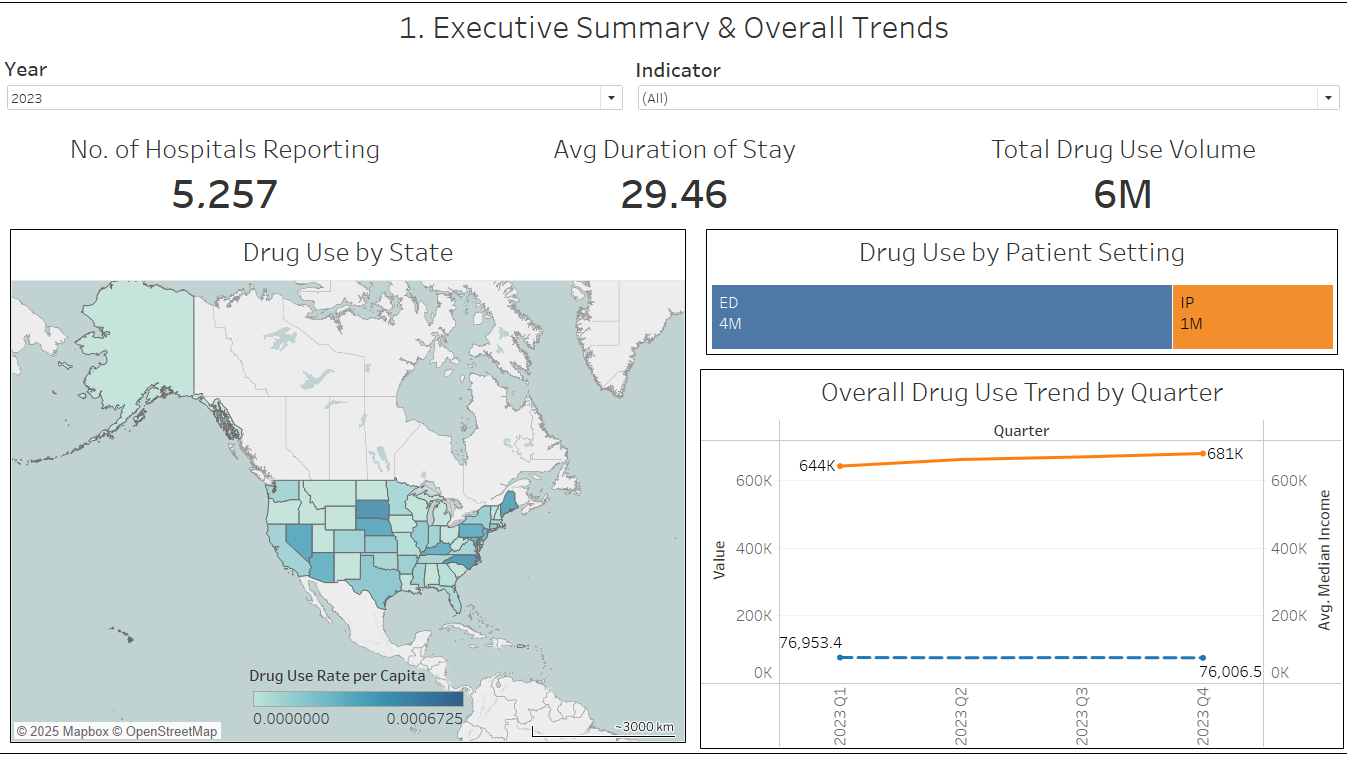 1. Executive Summary & Overall Trends
Year
Indicator
2023
(All)
No. of Hospitals Reporting
Avg Duration of Stay
Total Drug Use Volume
5,257
29.46
6M
Drug Use by State
Drug Use Rate per Capita
0.0000000
0.0006725
© 2025 Mapbox © OpenStreetMap
~3000 km
Drug Use by Patient Setting
ED
4M
IP
1M
Overall Drug Use Trend by Quarter
Quarter
Value
600K
400K
200K
0K
644K
681K
76,953.4
76,006.5
600K
400K
200K
0K
Avg. Median Income
2023 Q1
2023 Q2
2023 Q3
2023 Q4